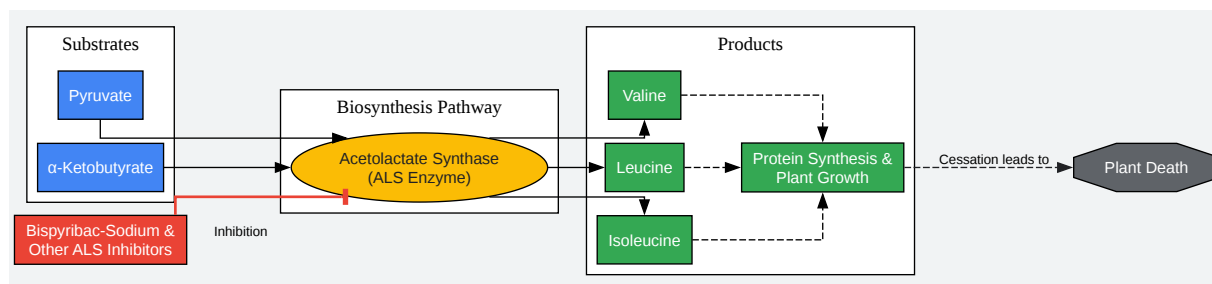 Substrates
Pyruvate
α-Ketobutyrate
Bispyribac-Sodium &
Other ALS Inhibitors
Inhibition
Biosynthesis Pathway
Acetolactate Synthase
(ALS Enzyme)
Products
Valine
Leucine
Isoleucine
Protein Synthesis &
Plant Growth
Cessation leads to
Plant Death